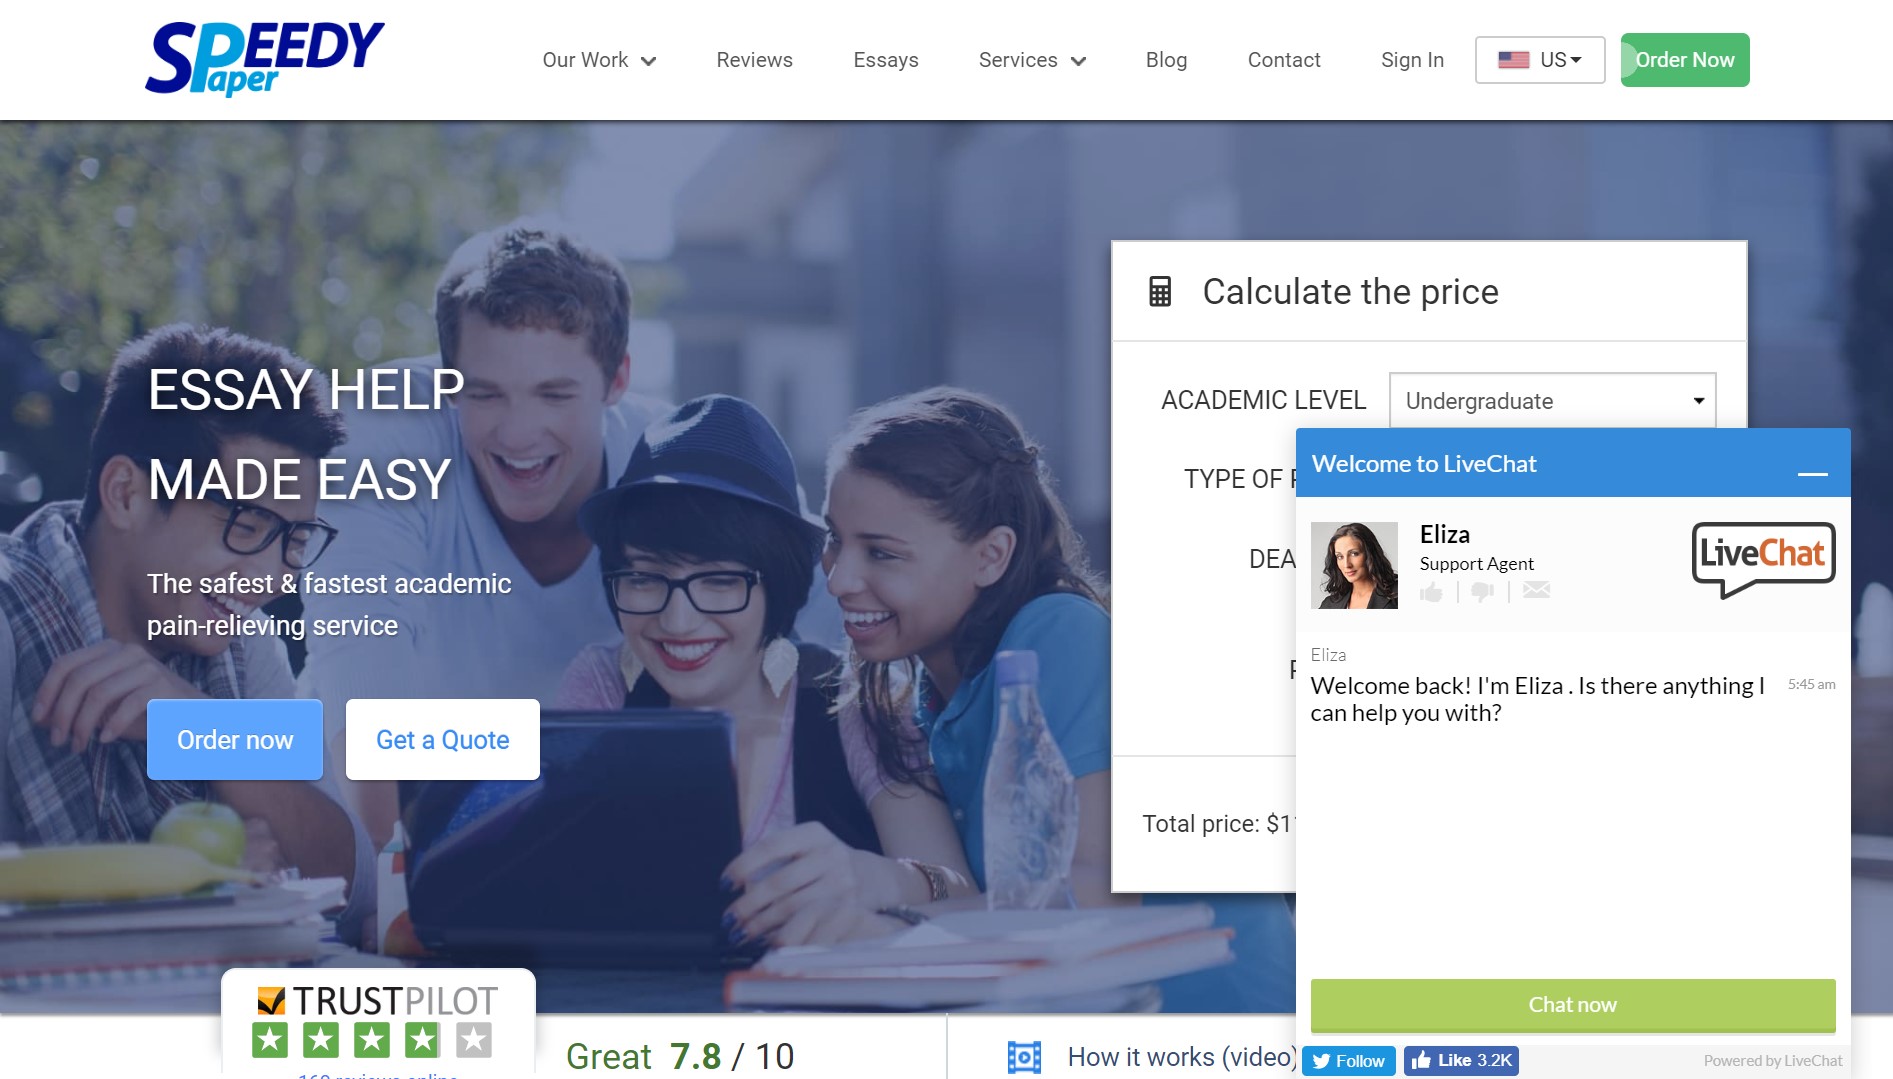 SPEEDY
Paper
Our Work
Reviews
Essays
Services
Blog
Contact
Sign In
US
Order Now
ESSAY HELP
MADE EASY
The safest & fastest academic
pain-relieving service
Order now
Get a Quote
Calculate the price
ACADEMIC LEVEL
Undergraduate
TYPE OF
Total price: $1
Welcome to LiveChat
Eliza
Support Agent
LiveChat
Eliza
Welcome back! I'm Eliza . Is there anything I
can help you with?
5:45 am
Chat now
Follow
Like 3.2K
Powered by LiveChat
TRUSTPILOT
Great 7.8 / 10
How it works (video)